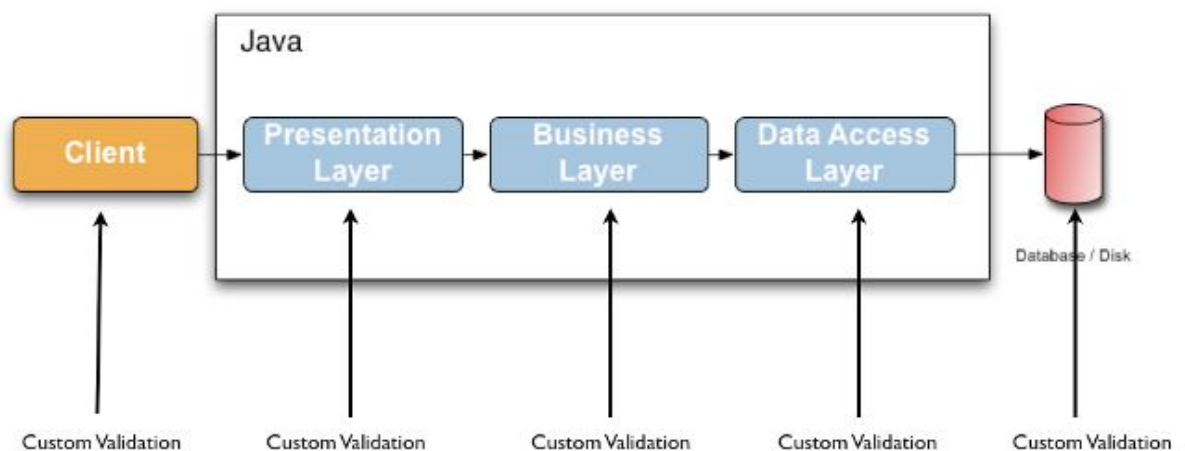 Java
Client
Presentation
Layer
Business
Layer
Data Access
Layer
Database / Disk
Custom Validation
Custom Validation
Custom Validation
Custom Validation
Custom Validation